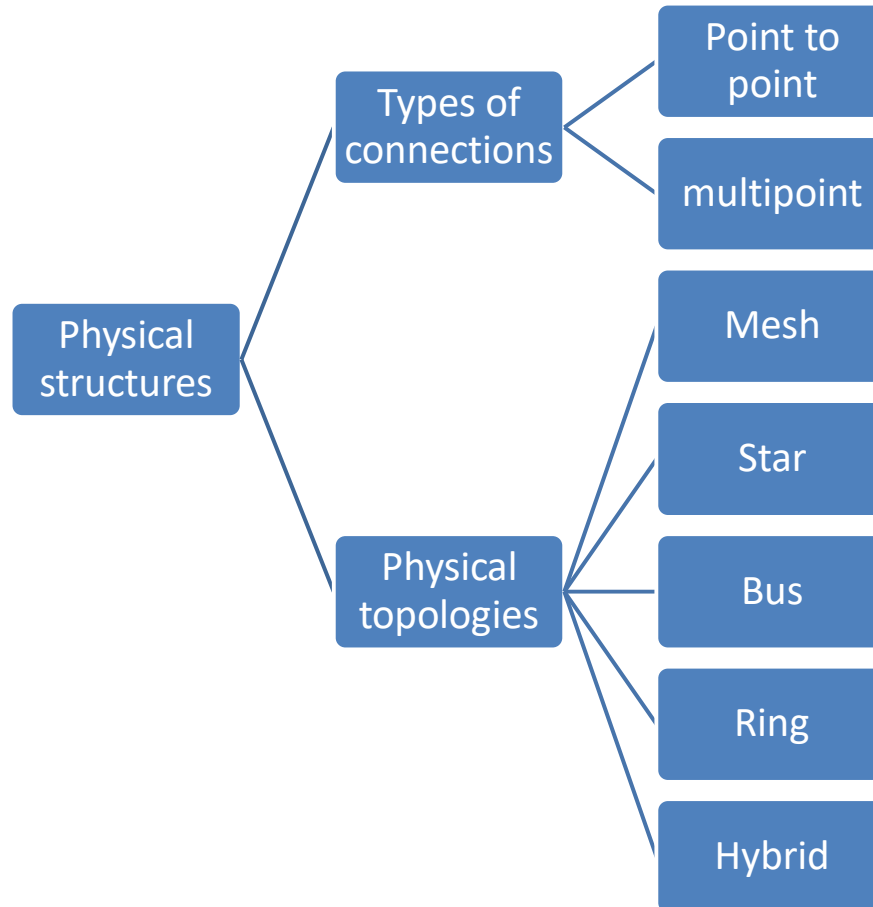 Physical
structures
Types of
connections
Point to
point
multipoint
Physical
topologies
Mesh
Star
Bus
Ring
Hybrid